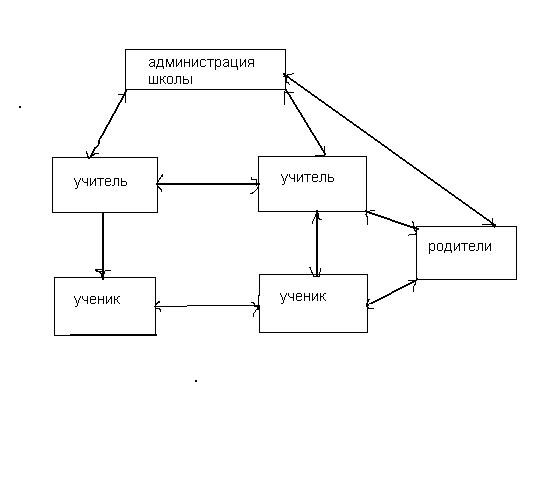 администрация
школы
учитель
учитель
родители
ученик
ученик